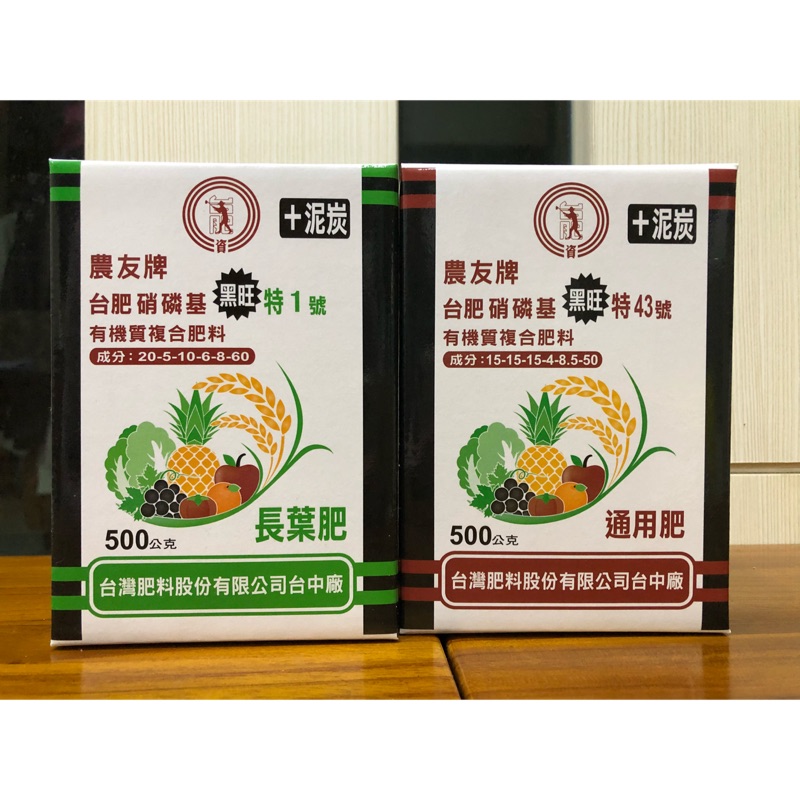 資
十泥炭
農友牌
台肥硝磷基黑旺特1號
有機質複合肥料
成分：20-5-10-6-8-60
500公克
長葉肥
台灣肥料股份有限公司台中廠
資
十泥炭
農友牌
台肥硝磷基黑旺特43號
有機質複合肥料
成分：15-15-15-4-8.5-50
500公克
通用肥
台灣肥料股份有限公司台中廠